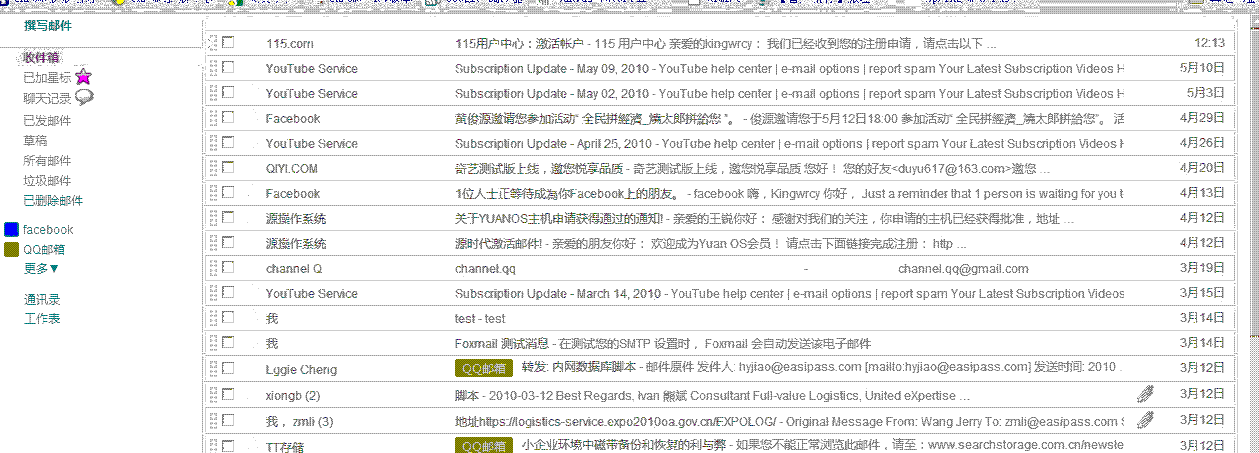 撰写邮件
收件箱
已加星标
聊天记录
已发邮件
草稿
所有邮件
垃圾邮件
已删除邮件
facebook
QQ邮箱
更多▼
通讯录
工作表
115.com 115用户中心：激活帐户 - 115 用户中心 亲爱的kingwrcy： 我们已经收到您的注册申请，请点击以下 ... 12:13
YouTube Service Subscription Update - May 09, 2010 - YouTube help center | e-mail options | report spam Your Latest Subscription Videos H 5月10日
YouTube Service Subscription Update - May 02, 2010 - YouTube help center | e-mail options | report spam Your Latest Subscription Videos H 5月3日
Facebook 黄俊源邀请您参加活动“ 全民拼經濟_燒太郎拼給您 ”。 - 俊源邀请您于5月12日18:00 参加活动“ 全民拼經濟_燒太郎拼給您”。 活 4月29日
YouTube Service Subscription Update - April 25, 2010 - YouTube help center | e-mail options | report spam Your Latest Subscription Videos H 4月26日
QIYI.COM 奇艺测试版上线，邀您悦享品质 - 奇艺测试版上线，邀您悦享品质 您好！ 您的好友<duyu617@163.com>邀您 ... 4月20日
Facebook 1位人士正等待成為你Facebook上的朋友。 - facebook 嗨，Kingwrcy 你好， Just a reminder that 1 person is waiting for you t 4月13日
源操作系统 关于YUANOS主机申请获得通过的通知! - 亲爱的王锐你好： 感谢对我们的关注，你申请的主机已经获得批准，地址 ... 4月12日
源操作系统 源时代激活邮件! - 亲爱的朋友你好： 欢迎成为Yuan OS会员！ 请点击下面链接完成注册： http ... 4月12日
channel Q channel.qq - channel.qq@gmail.com 3月19日
YouTube Service Subscription Update - March 14, 2010 - YouTube help center | e-mail options | report spam Your Latest Subscription Videos 3月15日
我 test - test 3月14日
我 Foxmail 测试消息 - 在测试您的SMTP 设置时， Foxmail 会自动发送该电子邮件 3月14日
Lggie Cheng QQ邮箱 转发: 内网数据库脚本 - 邮件原件 发件人: hyjiao@easipass.com [mailto:hyjiao@easipass.com] 发送时间: 2010 ... 3月12日
xiongb (2) 脚本 - 2010-03-12 Best Regards, Ivan 熊斌 Consultant Full-value Logistics, United eXpertise ... 3月12日
我， zmli (3) 地址https://logistics-service.expo2010oa.gov.cn/EXPOLOG/ - Original Message From: Wang Jerry To: zmli@easipass.com S 3月12日
TT存储 QQ邮箱 小企业环境中磁带备份和恢复的利与弊 - 如果您不能正常浏览此邮件，请至：www.searchstorage.com.cn/newsle 3月12日